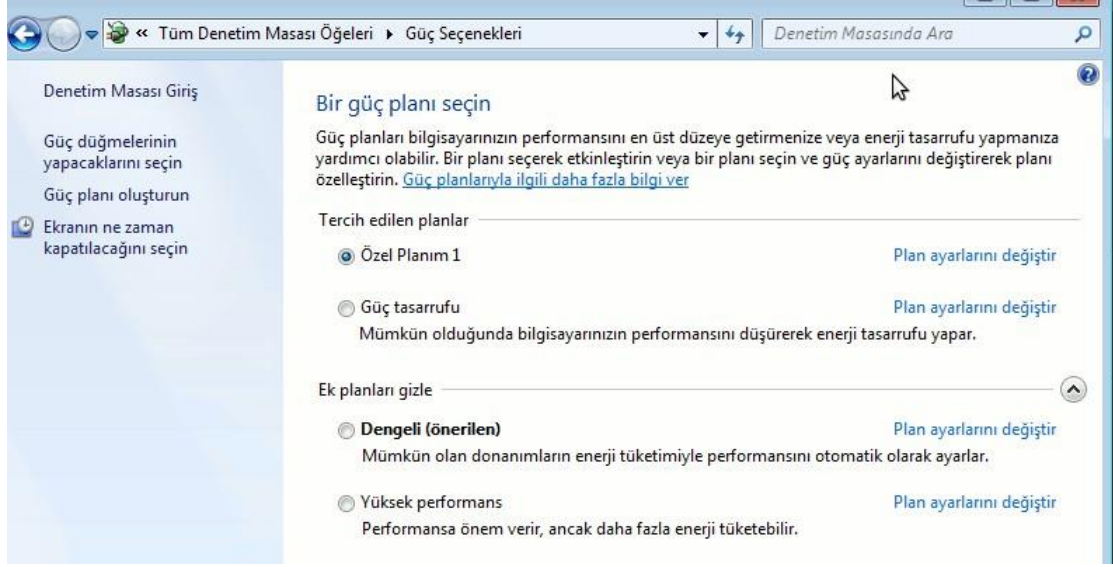 « Tüm Denetim Masası Öğeleri ▸ Güç Seçenekleri
Denetim Masasında Ara
Denetim Masası Giriş
Güç düğmelerinin
yapacaklarını seçin
Güç planı oluşturun
Ekranın ne zaman
kapatılacağını seçin
Bir güç planı seçin
Güç planları bilgisayarınızın performansını en üst düzeye getirmenize veya enerji tasarrufu yapmanıza
yardımcı olabilir. Bir planı seçerek etkinleştirin veya bir planı seçin ve güç ayarlarını değiştirerek planı
özelleştirin. Güç planlarıyla ilgili daha fazla bilgi ver
Tercih edilen planlar
Özel Planım 1 Plan ayarlarını değiştir
Güç tasarrufu Plan ayarlarını değiştir
Mümkün olduğunda bilgisayarınızın performansını düşürerek enerji tasarrufu yapar.
Ek planları gizle
Dengeli (önerilen) Plan ayarlarını değiştir
Mümkün olan donanımların enerji tüketimiyle performansını otomatik olarak ayarlar.
Yüksek performans Plan ayarlarını değiştir
Performansa önem verir, ancak daha fazla enerji tüketebilir.